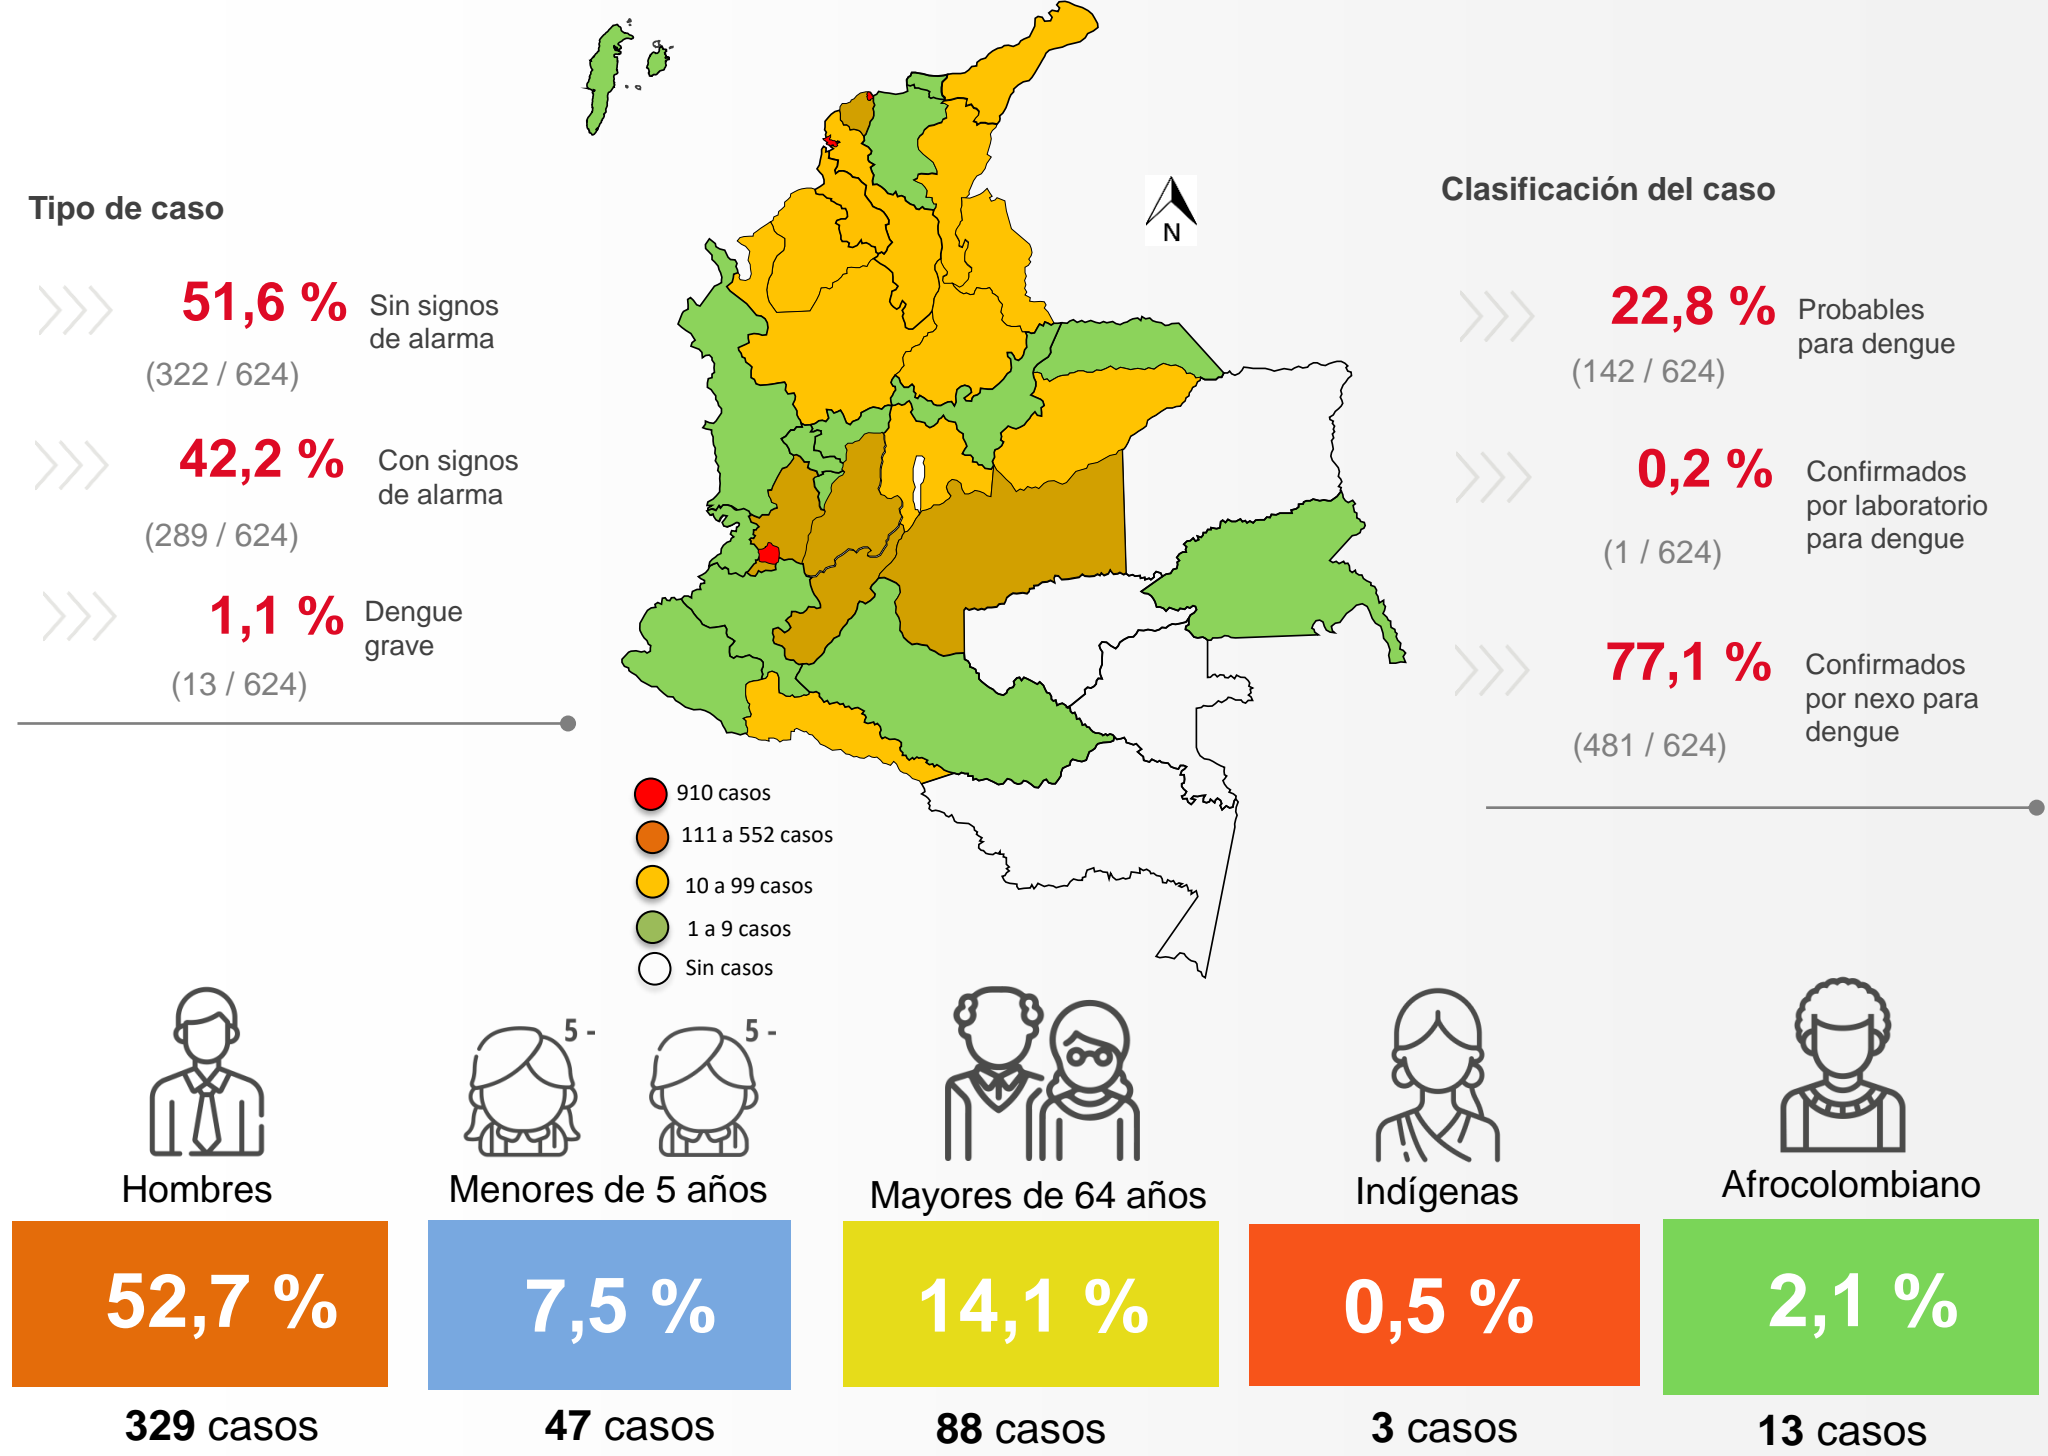 Tipo de caso
51,6 %
Sin signos
de alarma
(322 / 624)
42,2 %
Con signos
de alarma
(289 / 624)
1,1 %
Dengue
grave
(13 / 624)
N
Clasificación del caso
22,8 %
Probables
para dengue
(142 / 624)
0,2 %
Confirmados
por laboratorio
para dengue
(1 / 624)
77,1 %
Confirmados
por nexo para
dengue
(481 / 624)
910 casos
111 a 552 casos
10 a 99 casos
1 a 9 casos
Sin casos
5 -
5 -
Hombres
52,7 %
329 casos
Menores de 5 años
7,5 %
47 casos
Mayores de 64 años
14,1 %
88 casos
Indígenas
0,5 %
3 casos
Afrocolombiano
2,1 %
13 casos